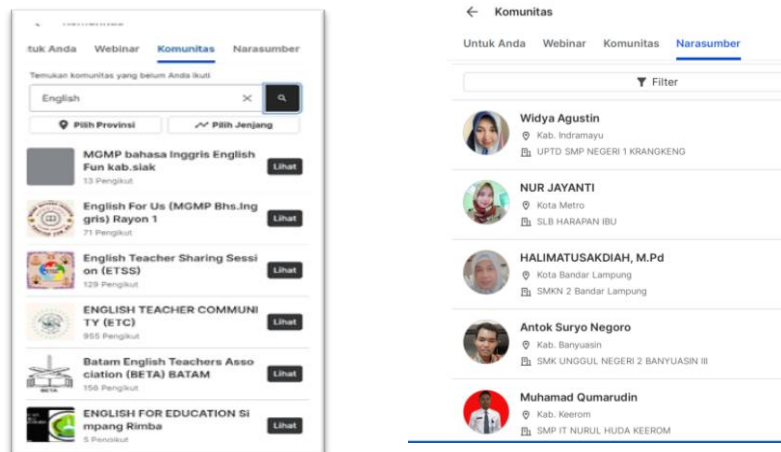 tuk Anda Webinar Komunitas Narasumber
Temukan komunitas yang belum Anda ikuti
English
Pilih Provinsi Pilih Jenjang
MGMP bahasa Inggris English
Fun kab.siak
13 Pengikut
Lihat
English For Us (MGMP Bhs.Ing
gris) Rayon 1
71 Pengikut
Lihat
English Teacher Sharing Sessi
on (ETSS)
129 Pengikut
Lihat
ENGLISH TEACHER COMMUNI
TY (ETC)
955 Pengikut
Lihat
Batam English Teachers Asso
ciation (BETA) BATAM
156 Pengikut
Lihat
BETA
ENGLISH FOR EDUCATION Si
mpang Rimba
5 Pengikut
Lihat
Komunitas
Untuk Anda Webinar Komunitas Narasumber
Filter
Widya Agustin
Kab. Indramayu
UPTD SMP NEGERI 1 KRANGKENG
NUR JAYANTI
Kota Metro
SLB HARAPAN IBU
HALIMATUSAKDIAH, M.Pd
Kota Bandar Lampung
SMKN 2 Bandar Lampung
Antok Suryo Negoro
Kab. Banyuasin
SMK UNGGUL NEGERI 2 BANYUASIN III
Muhamad Qumarudin
Kab. Keerom
SMP IT NURUL HUDA KEEROM